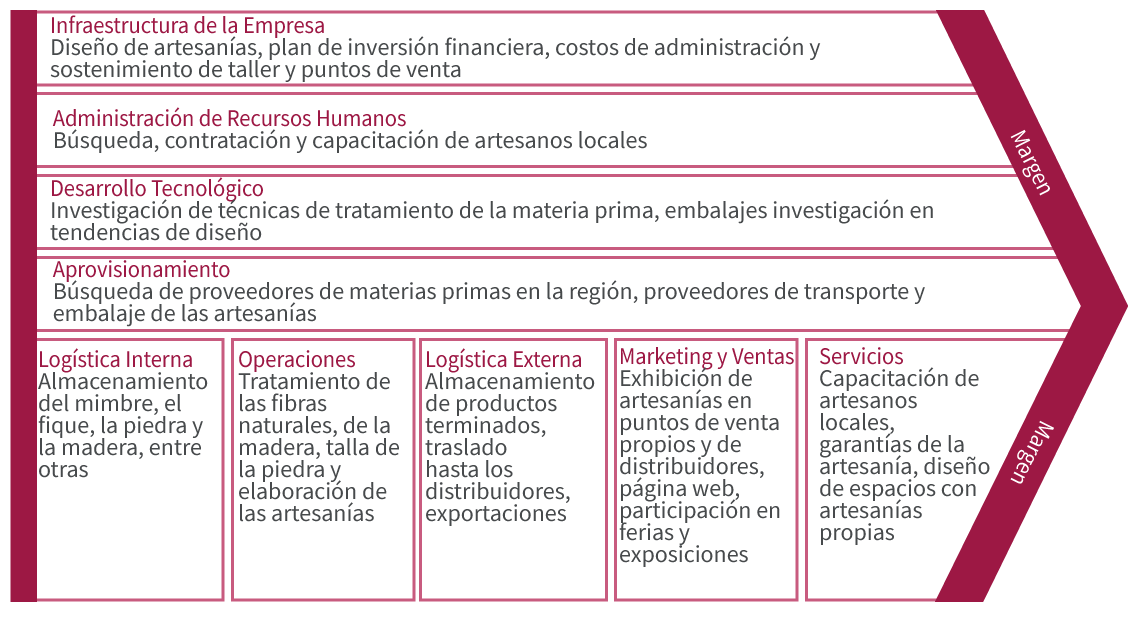 Infraestructura de la Empresa
Diseño de artesanías, plan de inversión financiera, costos de administración y
sostenimiento de taller y puntos de venta
Administración de Recursos Humanos
Búsqueda, contratación y capacitación de artesanos locales
Desarrollo Tecnológico
Investigación de técnicas de tratamiento de la materia prima, embalajes investigación en
tendencias de diseño
Aprovisionamiento
Búsqueda de proveedores de materias primas en la región, proveedores de transporte y
embalaje de las artesanías
Margen
Logística Interna
Almacenamiento
del mimbre, el
fique, la piedra y
la madera, entre
otras
Operaciones
Tratamiento de
las fibras
naturales, de la
madera, talla de
la piedra y
elaboración de
las artesanías
Logística Externa
Almacenamiento
de productos
terminados,
traslado
hasta los
distribuidores,
exportaciones
Marketing y Ventas
Exhibición de
artesanías en
puntos de venta
propios y de
distribuidores,
página web,
participación en
ferias y
exposiciones
Servicios
Capacitación de
artesanos
locales,
garantías de la
artesanía, diseño
de espacios con
artesanías
propias
Margen